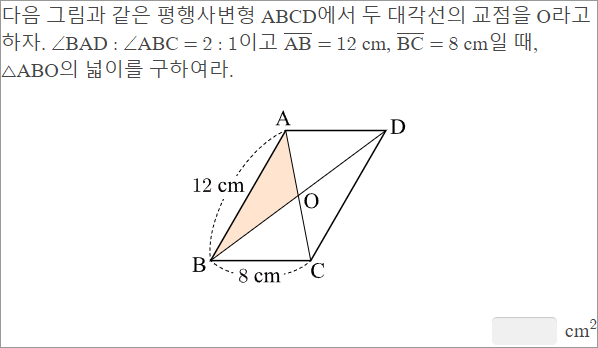 다음 그림과 같은 평행사변형 ABCD에서 두 대각선의 교점을 O라고
하자. ∠BAD : ∠ABC = 2 : 1이고 A̅B̅ = 12 cm, B̅C̅ = 8 cm일 때,
△ABO의 넓이를 구하여라.
A
D
12 cm
O
B
8 cm
C
cm²